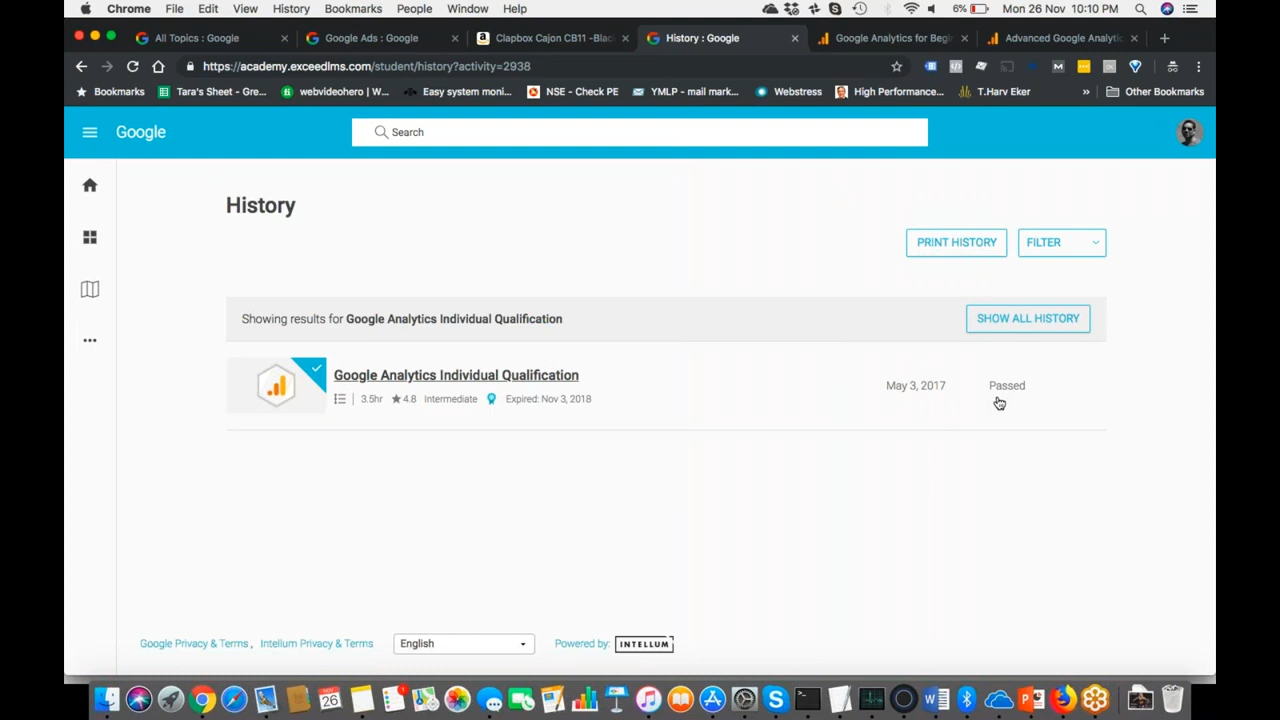 Chrome File Edit View History Bookmarks People Window Help 6% Mon 26 Nov 10:10 PM
All Topics : Google Google Ads : Google Clapbox Cajon CB11 -Blac History : Google Google Analytics for Begi Advanced Google Analytic
https://academy.exceedlms.com/student/history?activity=2938
Bookmarks Tara's Sheet - Gre... webvideohero | W... Easy system moni... NSE - Check PE YMLP - mail mark... Webstress High Performance... T.Harv Eker » Other Bookmarks
Google Search
History
PRINT HISTORY FILTER
Showing results for Google Analytics Individual Qualification SHOW ALL HISTORY
Google Analytics Individual Qualification
May 3, 2017 Passed
3.5hr ★4.8 Intermediate Expired: Nov 3, 2018
Google Privacy & Terms , Intellum Privacy & Terms English Powered by: INTELLUM